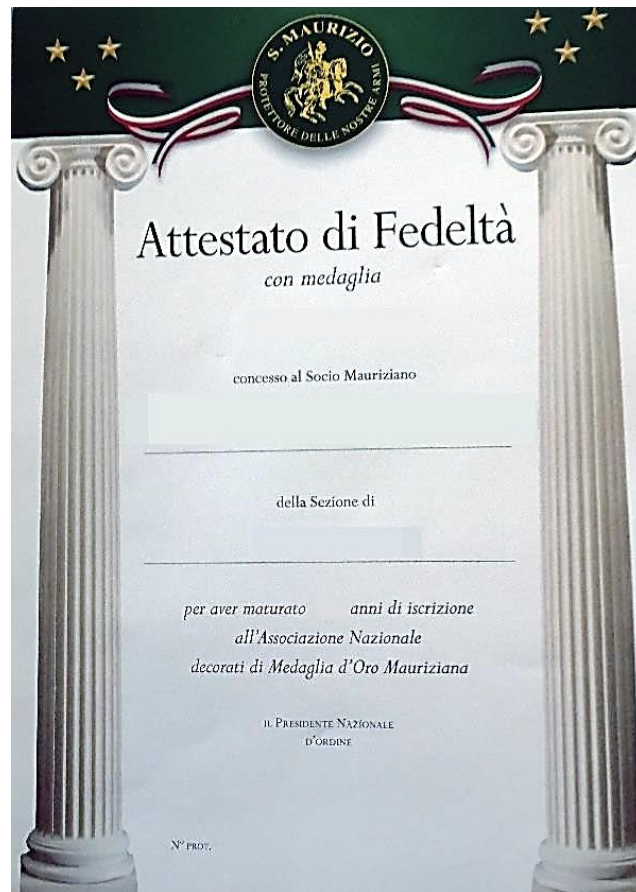 S. MAURIZIO
PROTETTORE DELLE NOSTRE ARMI
Attestato di Fedeltà
con medaglia
concesso al Socio Mauriziano
della Sezione di
per aver maturato anni di iscrizione
all'Associazione Nazionale
decorati di Medaglia d'Oro Mauriziana
IL PRESIDENTE NAZIONALE
D'ORDINE
N° PROT.